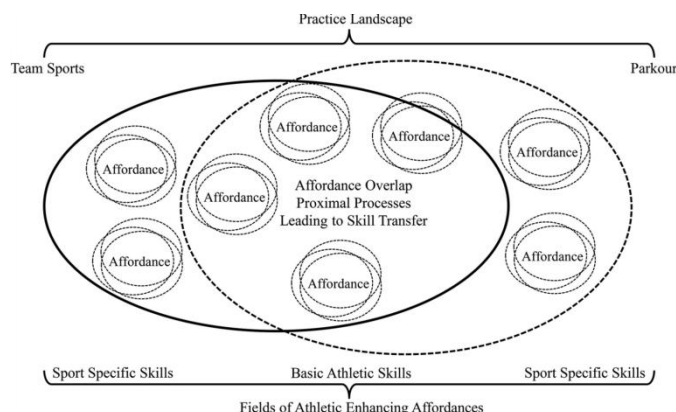 Practice Landscape
Team Sports
Parkour
Affordance
Affordance
Affordance
Affordance
Affordance
Affordance Overlap
Proximal Processes
Leading to Skill Transfer
Affordance
Affordance
Affordance
Sport Specific Skills
Basic Athletic Skills
Sport Specific Skills
Fields of Athletic Enhancing Affordances